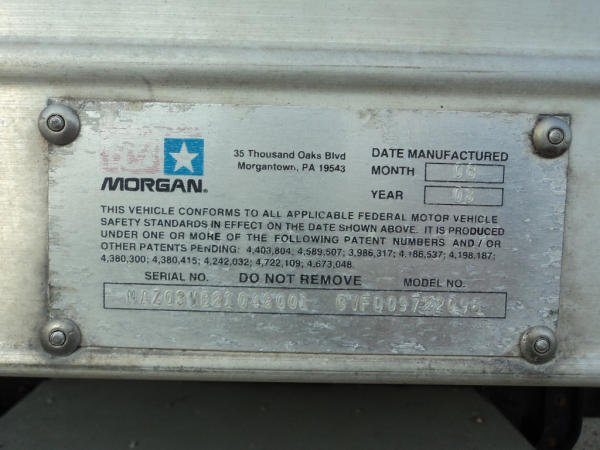 35 Thousand Oaks Blvd
Morgantown, PA 19543
MORGAN.
DATE MANUFACTURED
MONTH
YEAR
THIS VEHICLE CONFORMS TO ALL APPLICABLE FEDERAL MOTOR VEHICLE
SAFETY STANDARDS IN EFFECT ON THE DATE SHOWN ABOVE. IT IS PRODUCED
UNDER ONE OR MORE OF THE FOLLOWING PATENT NUMBERS AND / OR
OTHER PATENTS PENDING: 4,403,804; 4,589,507; 3,986,317; 4,186,537; 4,198,187;
4,380,300; 4,380,415; 4,242,032; 4,722,109; 4,673,048.
SERIAL NO. DO NOT REMOVE MODEL NO.